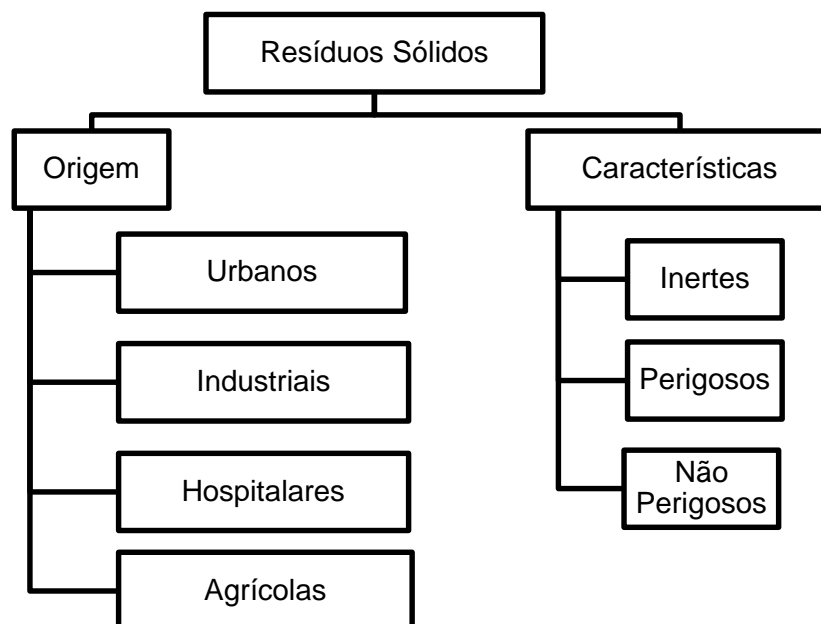 Resíduos Sólidos
Origem
Urbanos
Industriais
Hospitalares
Agrícolas
Características
Inertes
Perigosos
Não
Perigosos